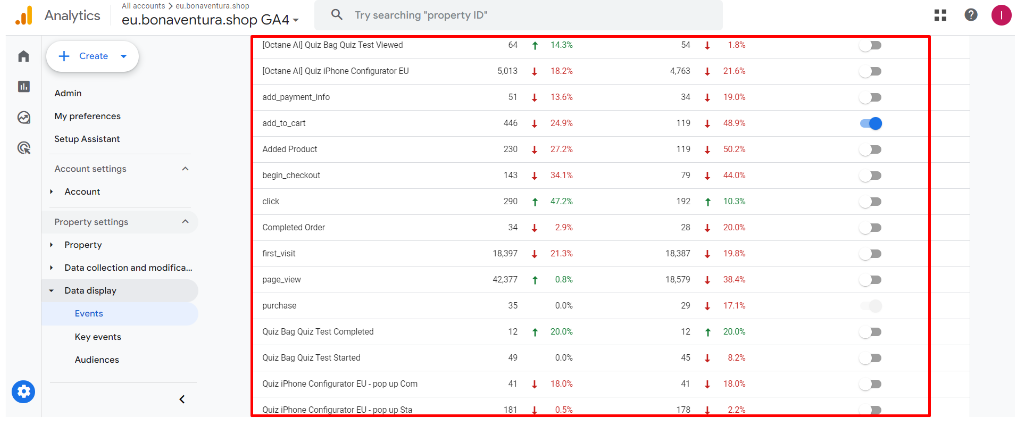 Analytics
All accounts > eu.bonaventura.shop
eu.bonaventura.shop GA4
Try searching "property ID"
I
Create
Admin
My preferences
Setup Assistant
Account settings
Account
Property settings
Property
Data collection and modifica...
Data display
Events
Key events
Audiences
[Octane AI] Quiz Bag Quiz Test Viewed 64 ↑ 14.3% 54 ↓ 1.8%
[Octane AI] Quiz iPhone Configurator EU 5,013 ↓ 18.2% 4,763 ↓ 21.6%
add_payment_info 51 ↓ 13.6% 34 ↓ 19.0%
add_to_cart 446 ↓ 24.9% 119 ↓ 48.9%
Added Product 230 ↓ 27.2% 119 ↓ 50.2%
begin_checkout 143 ↓ 34.1% 79 ↓ 44.0%
click 290 ↑ 47.2% 192 ↑ 10.3%
Completed Order 34 ↓ 2.9% 28 ↓ 20.0%
first_visit 18,397 ↓ 21.3% 18,387 ↓ 19.8%
page_view 42,377 ↑ 0.8% 18,579 ↓ 38.4%
purchase 35 0.0% 29 ↓ 17.1%
Quiz Bag Quiz Test Completed 12 ↑ 20.0% 12 ↑ 20.0%
Quiz Bag Quiz Test Started 49 0.0% 45 ↓ 8.2%
Quiz iPhone Configurator EU - pop up Com 41 ↓ 18.0% 41 ↓ 18.0%
Quiz iPhone Configurator EU - pop up Sta 181 ↓ 0.5% 178 ↓ 2.2%